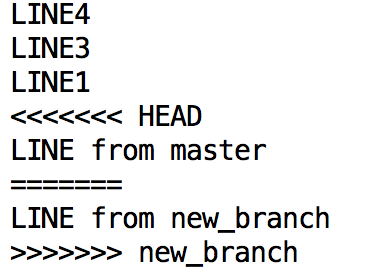 LINE4
LINE3
LINE1
<<<<<<< HEAD
LINE from master
=======
LINE from new_branch
>>>>>>> new_branch